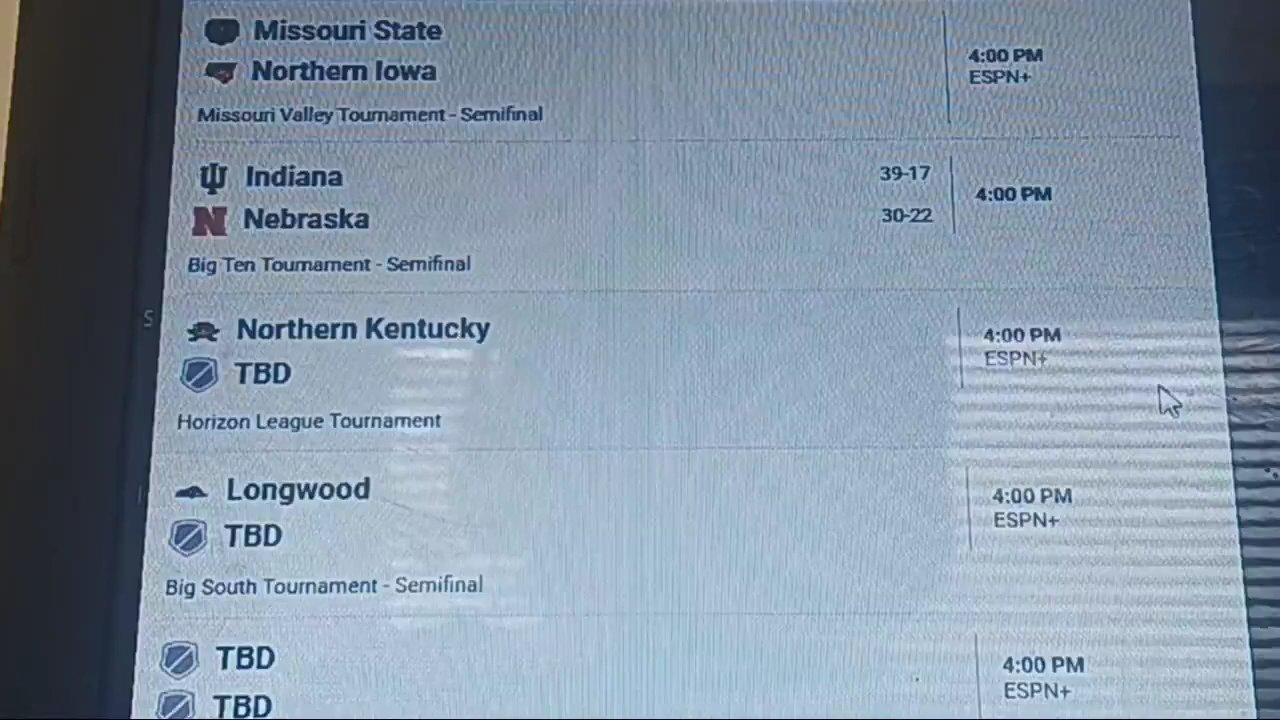 Missouri State
Northern Iowa
4:00 PM
ESPN+
Missouri Valley Tournament - Semifinal
Indiana
39-17
4:00 PM
Nebraska
30-22
Big Ten Tournament - Semifinal
Northern Kentucky
4:00 PM
ESPN+
TBD
Horizon League Tournament
Longwood
4:00 PM
ESPN+
TBD
Big South Tournament - Semifinal
TBD
4:00 PM
ESPN+
TBD
S